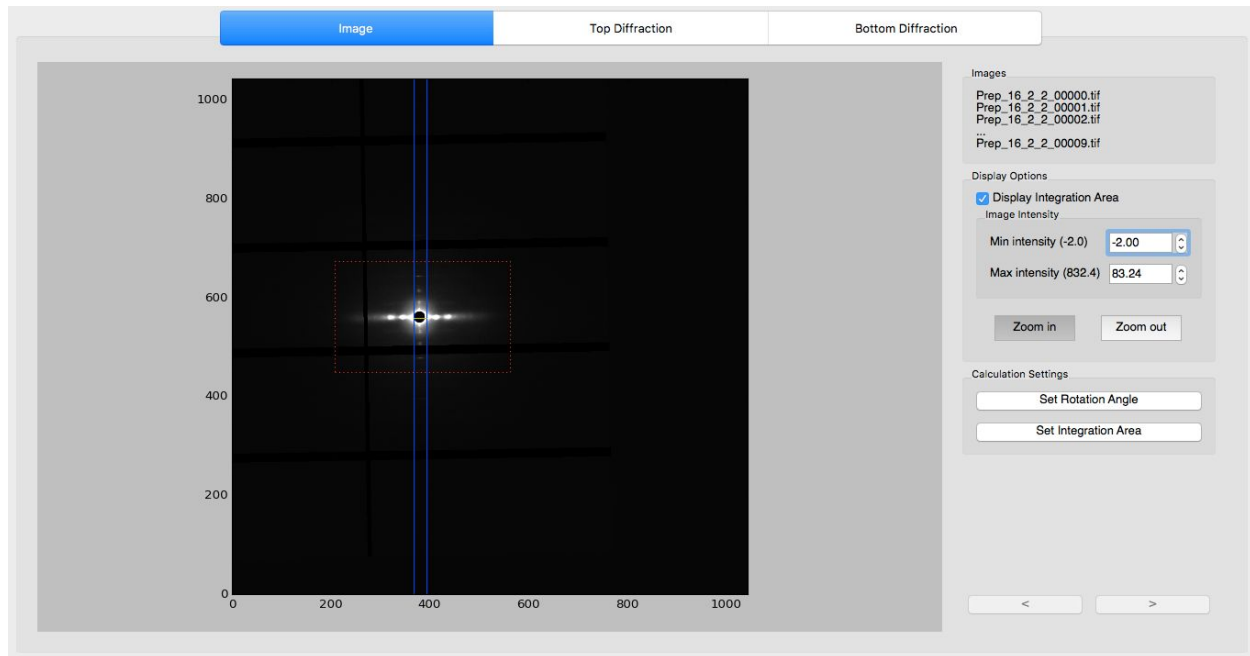 Image
Top Diffraction
Bottom Diffraction
1000
800
600
400
200
0
0
200
400
600
800
1000
Images
Prep_16_2_2_00000.tif
Prep_16_2_2_00001.tif
Prep_16_2_2_00002.tif
...
Prep_16_2_2_00009.tif
Display Options
Display Integration Area
Image Intensity
Min intensity (-2.0) -2.00
Max intensity (832.4) 83.24
Zoom in Zoom out
Calculation Settings
Set Rotation Angle
Set Integration Area
< >